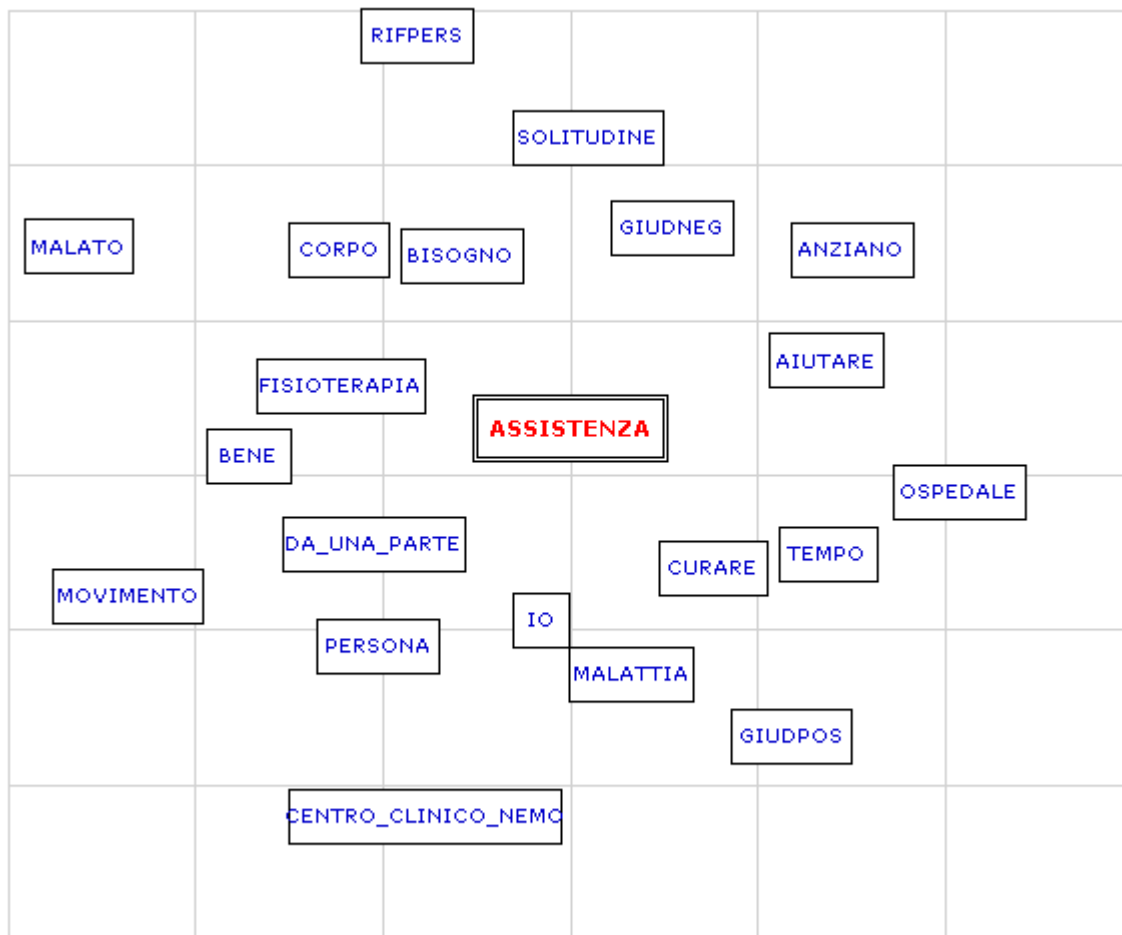 RIFPERS
SOLITUDINE
GIUDNEG
MALATO
CORPO
BISOGNO
ANZIANO
AIUTARE
FISIOTERAPIA
ASSISTENZA
BENE
OSPEDALE
DA_UNA_PARTE
TEMPO
CURARE
MOVIMENTO
IO
PERSONA
MALATTIA
GIUDPOS
CENTRO_CLINICO_NEMO